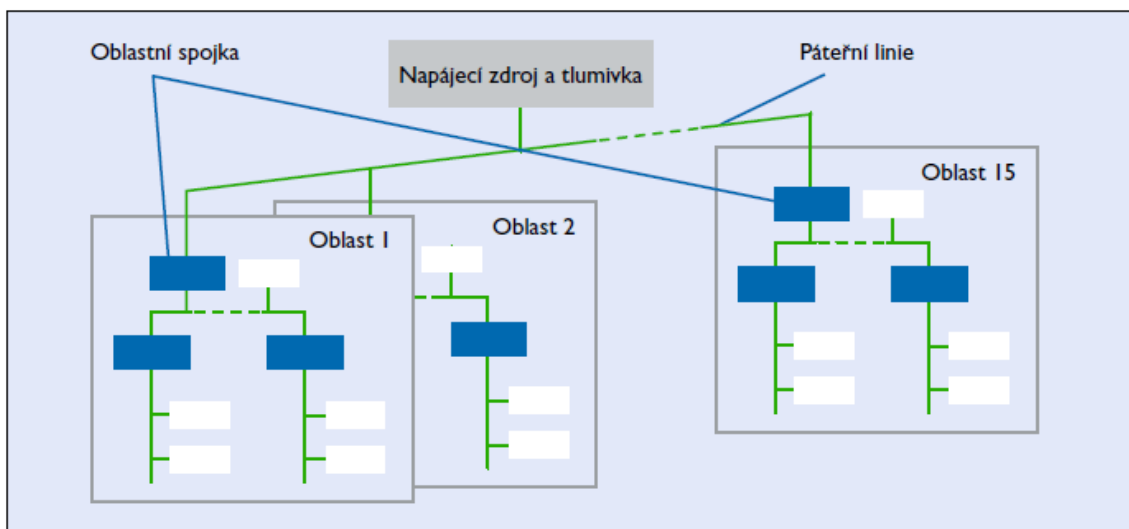 Oblastní spojka
Napájecí zdroj a tlumivka
Páteřní linie
Oblast 1
Oblast 2
Oblast 15